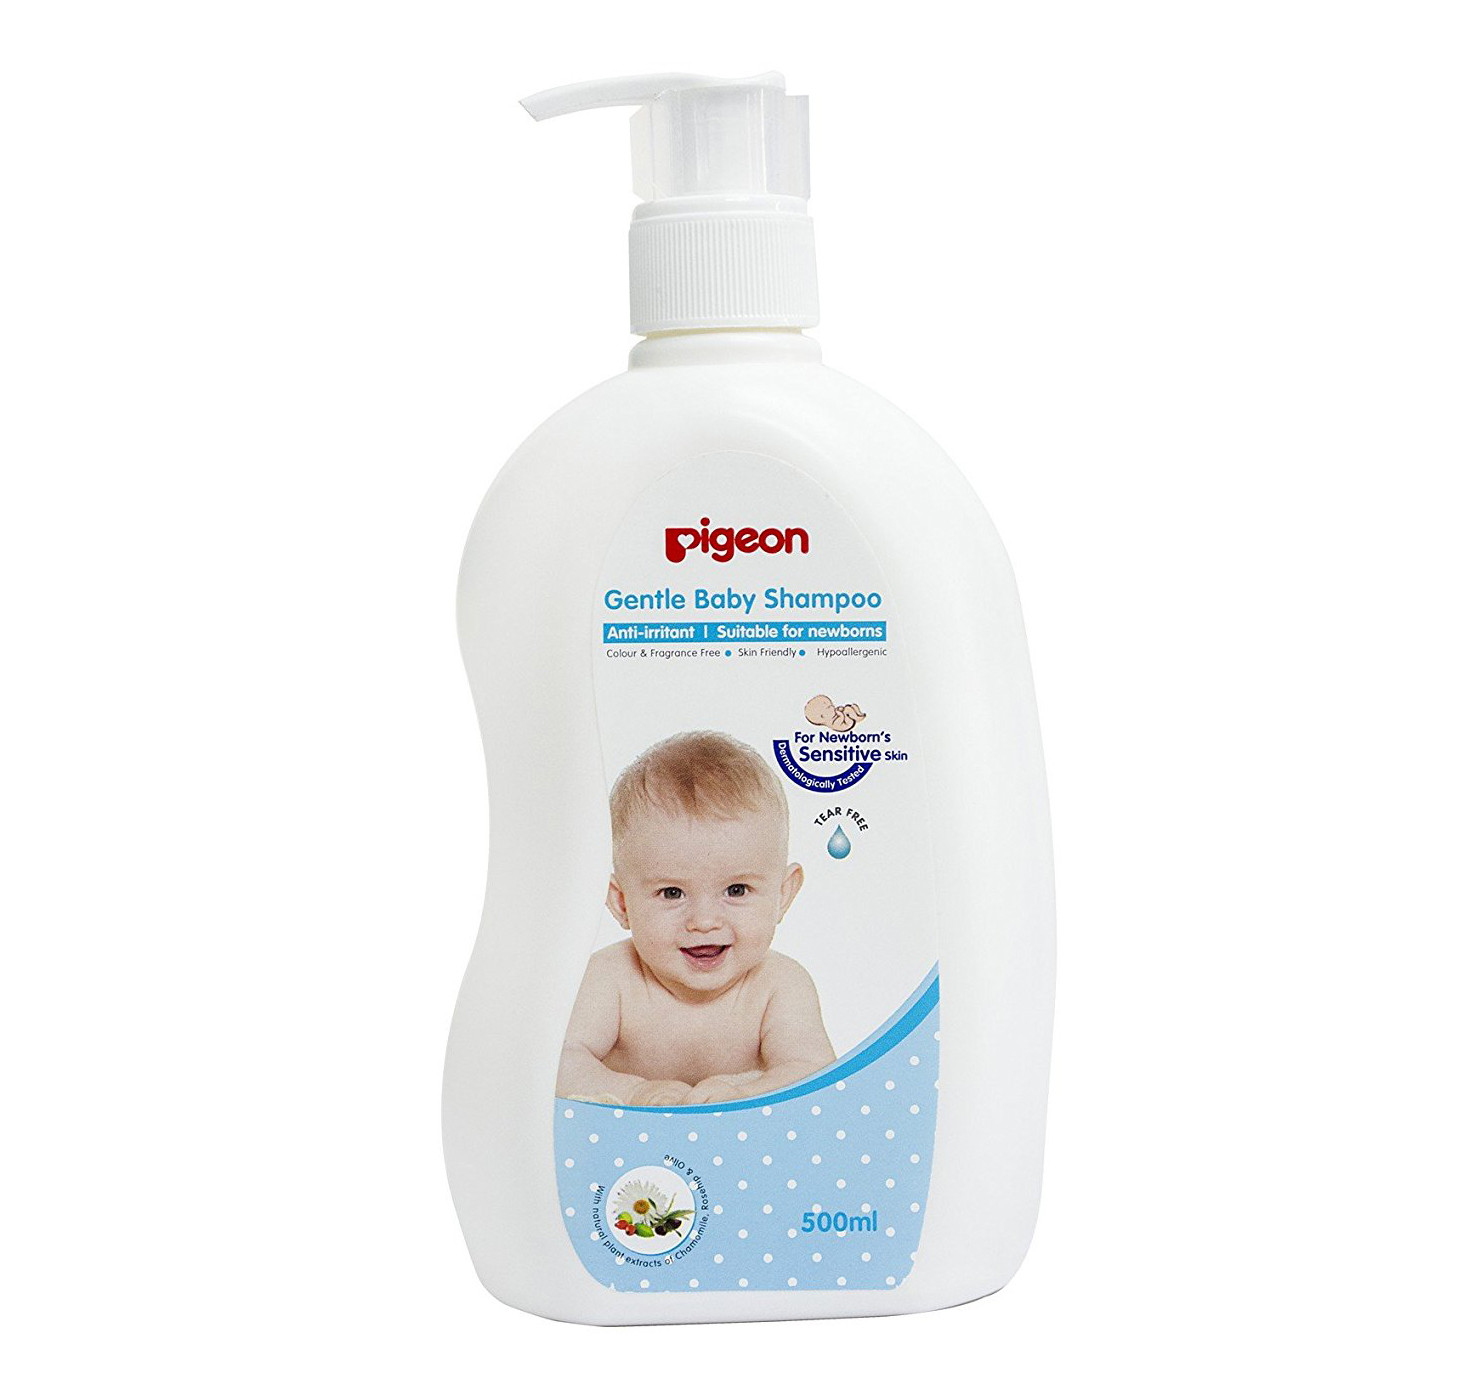 pigeon
Gentle Baby Shampoo
Anti-irritant | Suitable for newborns
Colour & Fragrance Free ● Skin Friendly ● Hypoallergenic
For Newborn's
Sensitive Skin
Dermatologically Tested
TEAR FREE
With natural plant extracts of Chamomile, Rosehip & Olive
500ml